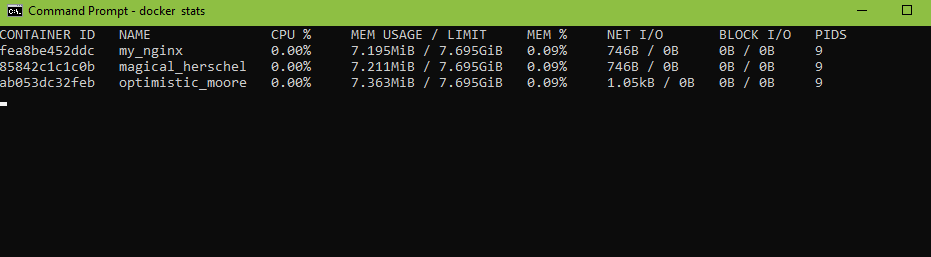 Command Prompt - docker stats
CONTAINER ID NAME CPU % MEM USAGE / LIMIT MEM % NET I/O BLOCK I/O PIDS
fea8be452ddc my_nginx 0.00% 7.195MiB / 7.695GiB 0.09% 746B / 0B 0B / 0B 9
85842c1c1c0b magical_herschel 0.00% 7.211MiB / 7.695GiB 0.09% 746B / 0B 0B / 0B 9
ab053dc32feb optimistic_moore 0.00% 7.363MiB / 7.695GiB 0.09% 1.05kB / 0B 0B / 0B 9